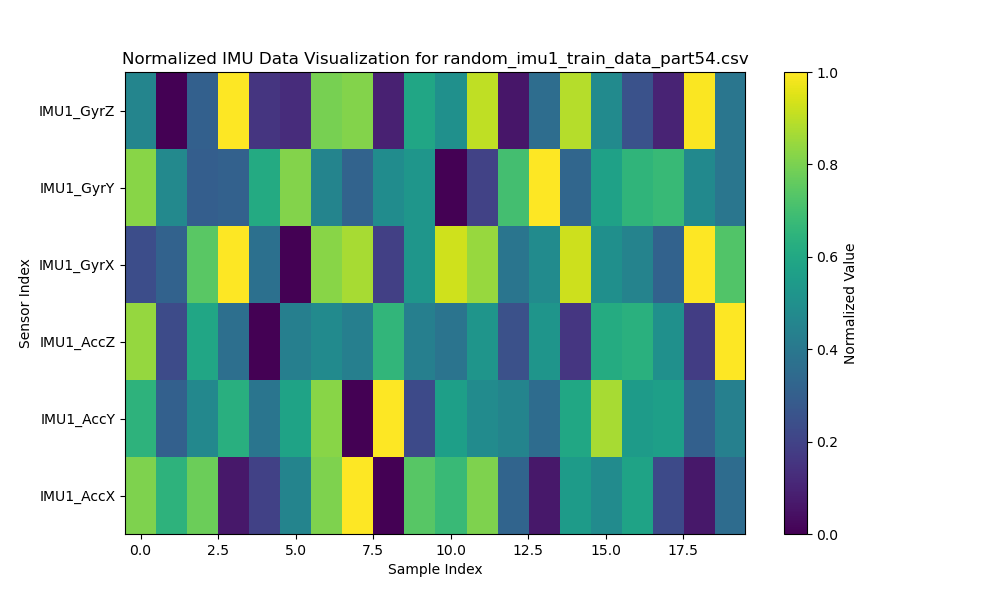 Normalized IMU Data Visualization for random_imu1_train_data_part54.csv
Sensor Index
IMU1_GyrZ
IMU1_GyrY
IMU1_GyrX
IMU1_AccZ
IMU1_AccY
IMU1_AccX
0.0 2.5 5.0 7.5 10.0 12.5 15.0 17.5
Sample Index
1.0
0.8
0.6
0.4
0.2
0.0
Normalized Value